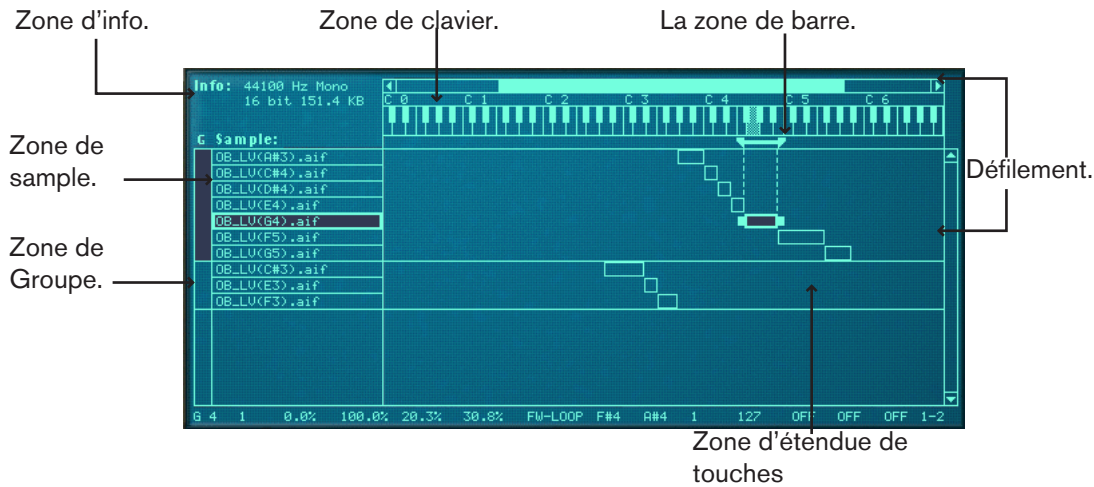 Zone d'info.
Zone de clavier.
La zone de barre.
Info: 44100 Hz Mono
16 bit 151.4 KB
C 0 C 1 C 2 C 3 C 4 C 5 C 6
G Sample:
Zone de
sample.
OB_LV(A#3).aif
OB_LV(C#4).aif
OB_LV(D#4).aif
OB_LV(E4).aif
OB_LV(G4).aif
OB_LV(F5).aif
OB_LV(G5).aif
OB_LV(C#3).aif
OB_LV(E3).aif
OB_LV(F3).aif
Défilement.
Zone de
Groupe.
G 4 1 0.0% 100.0% 20.3% 30.8% FW-LOOP F#4 A#4 1 127 OFF OFF OFF 1-2
Zone d'étendue de
touches